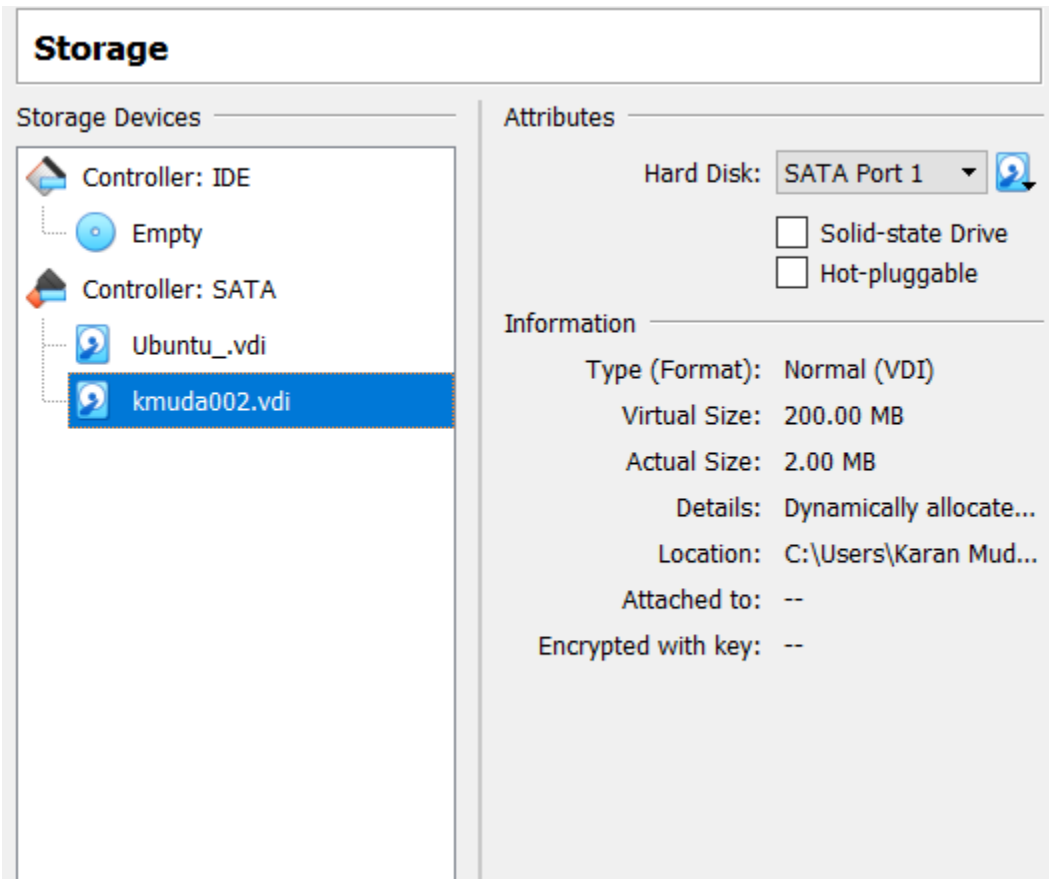 Storage
Storage Devices
Controller: IDE
Empty
Controller: SATA
Ubuntu_.vdi
kmuda002.vdi
Attributes
Hard Disk: SATA Port 1
Solid-state Drive
Hot-pluggable
Information
Type (Format): Normal (VDI)
Virtual Size: 200.00 MB
Actual Size: 2.00 MB
Details: Dynamically allocate...
Location: C:\Users\Karan Mud...
Attached to: --
Encrypted with key: --